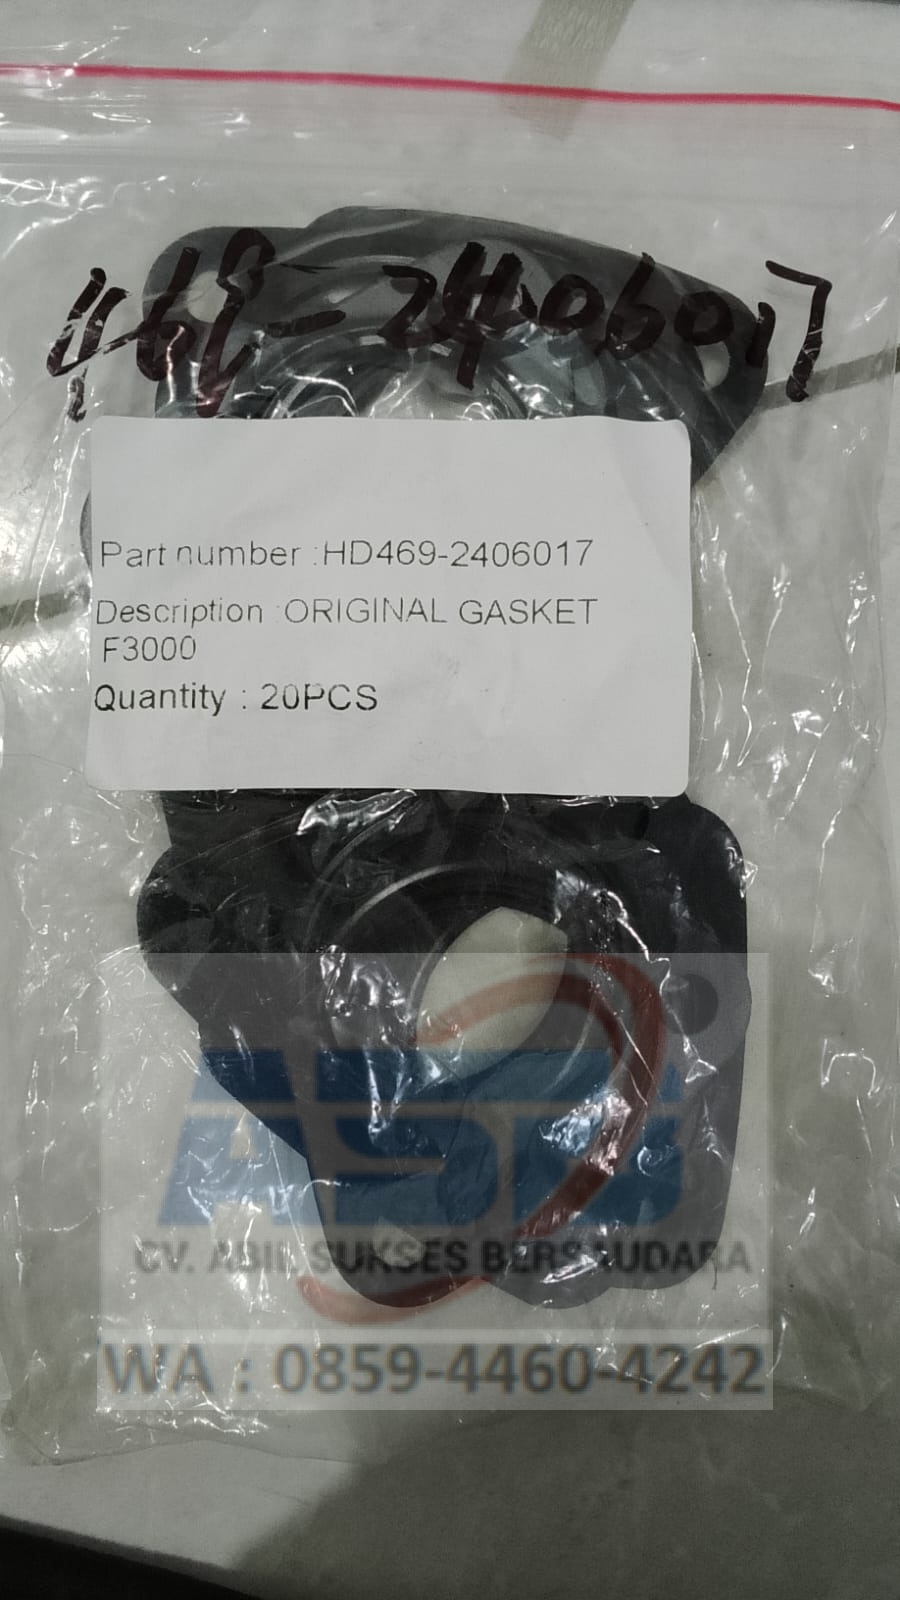 469-2406017
Part number :HD469-2406017
Description :ORIGINAL GASKET
F3000
Quantity : 20PCS
ASB
CV. ABIL SUKSES BERSAUDARA
WA : 0859-4460-4242